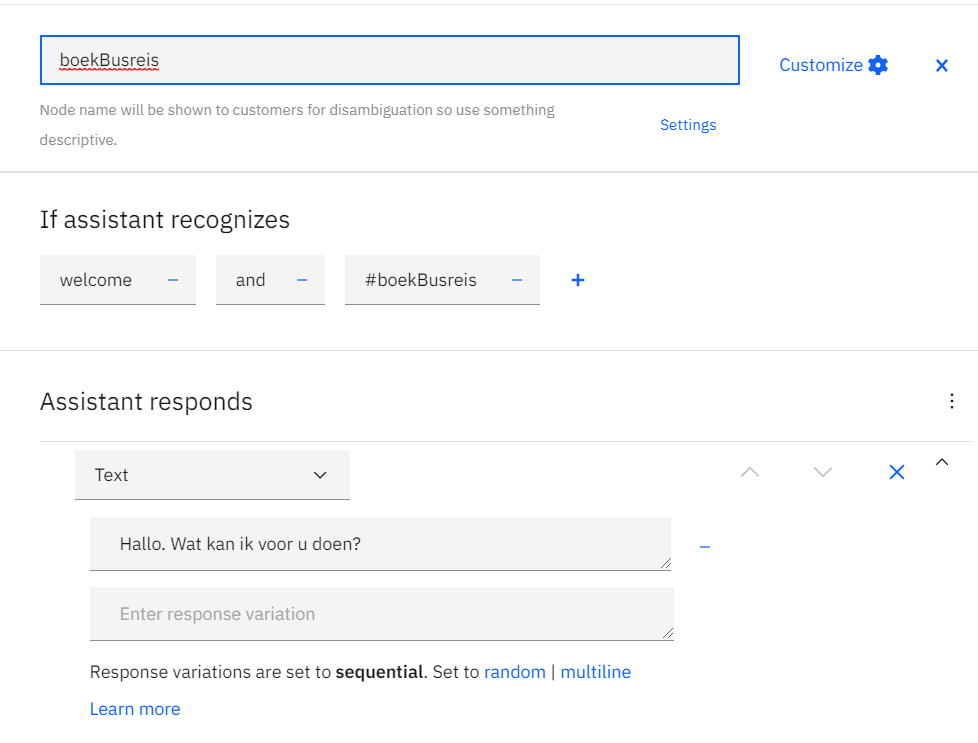 boekBusreis
Customize
Node name will be shown to customers for disambiguation so use something
descriptive.
Settings
If assistant recognizes
welcome and #boekBusreis
Assistant responds
Text
Hallo. Wat kan ik voor u doen?
Enter response variation
Response variations are set to sequential. Set to random | multiline
Learn more